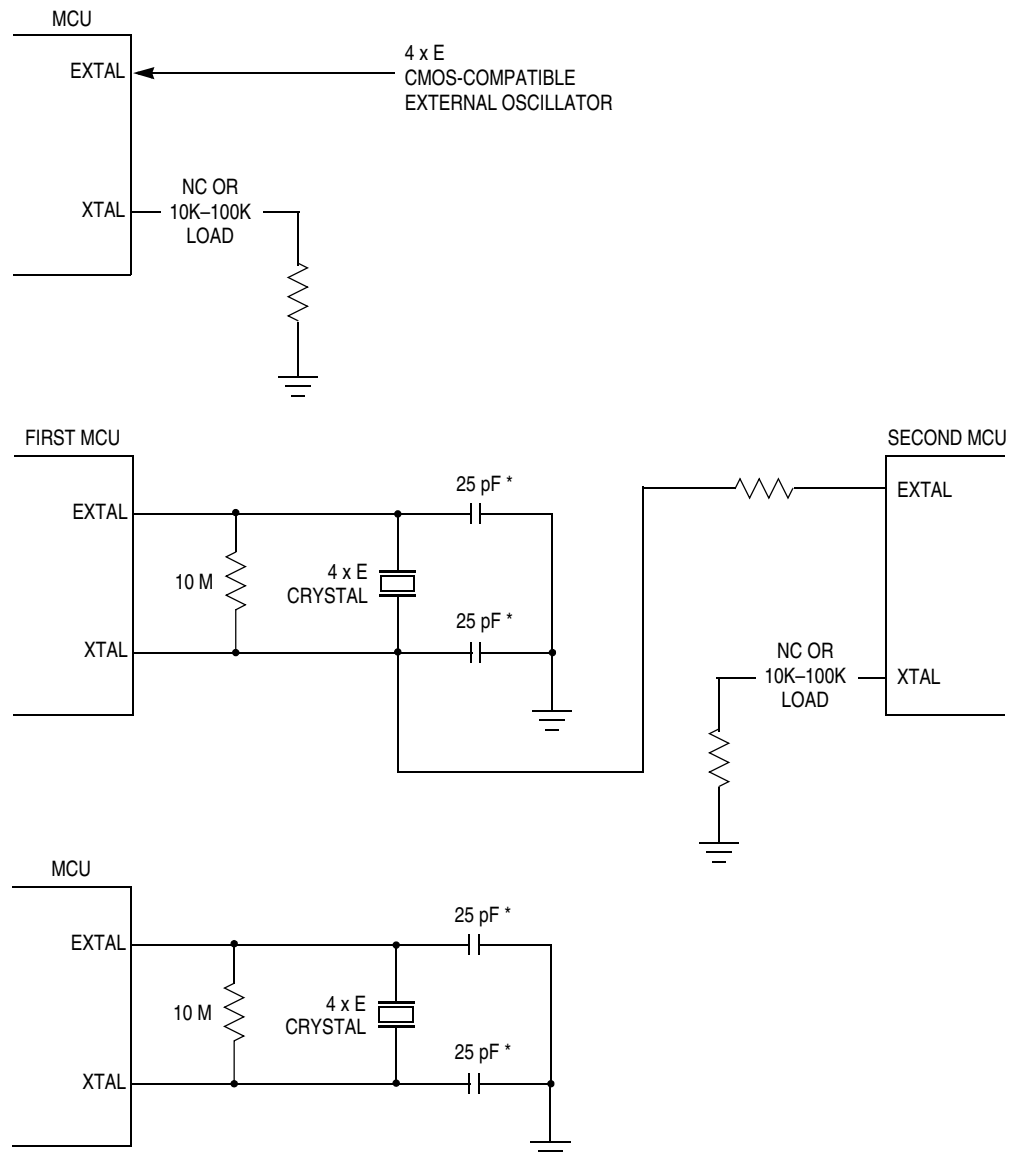 MCU
EXTAL
4 x E
CMOS-COMPATIBLE
EXTERNAL OSCILLATOR
XTAL
NC OR
10K–100K
LOAD
FIRST MCU
SECOND MCU
EXTAL
25 pF *
EXTAL
10 M
4 x E
CRYSTAL
25 pF *
XTAL
NC OR
10K–100K
LOAD
XTAL
MCU
EXTAL
25 pF *
10 M
4 x E
CRYSTAL
25 pF *
XTAL